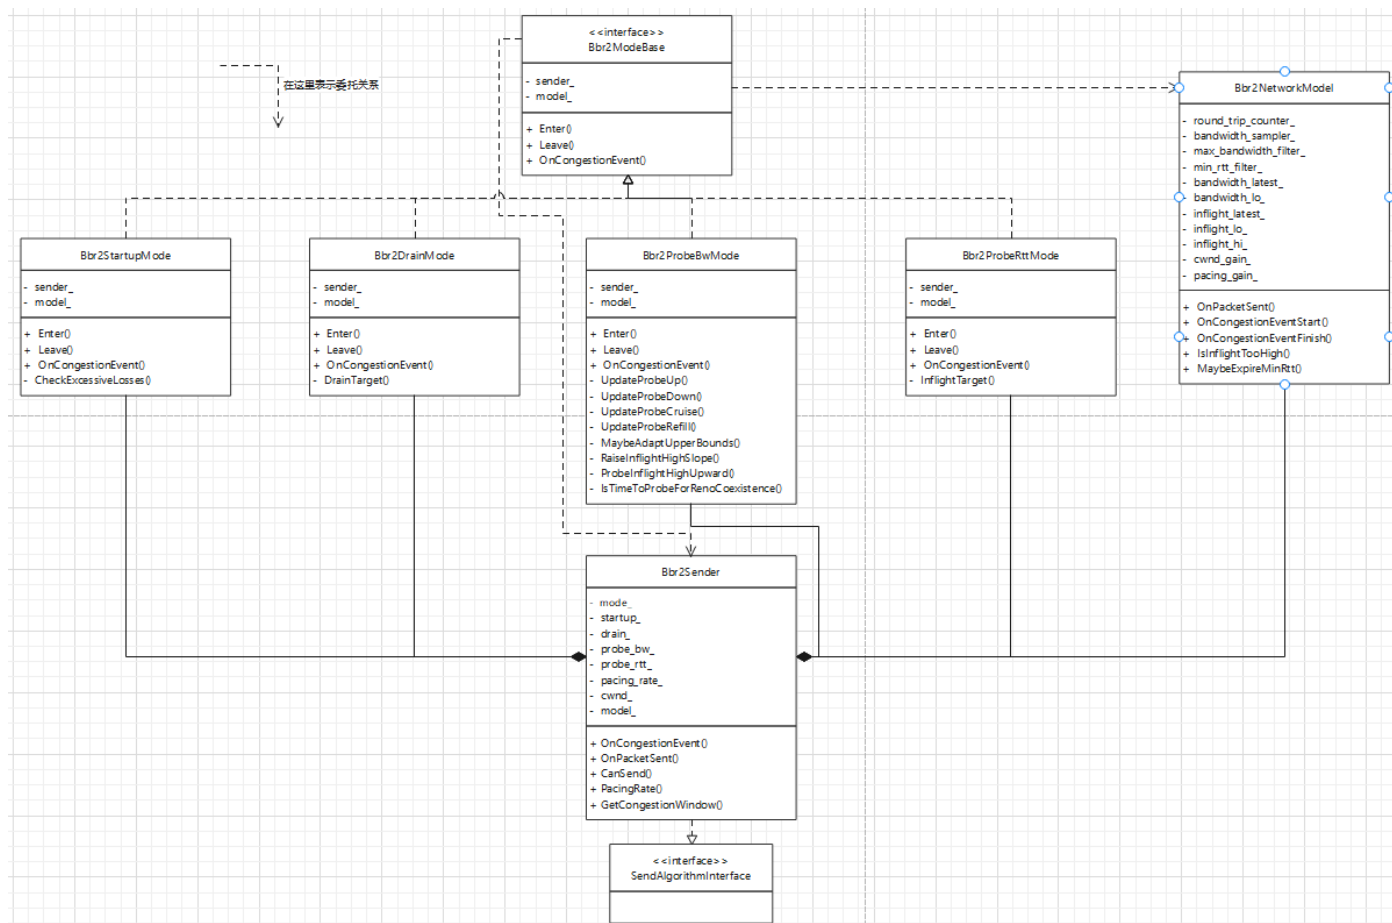 <<interface>>
Bbr2ModeBase
- sender_
- model_
+ Enter()
+ Leave()
+ OnCongestionEvent()
在这里表示委托关系
Bbr2NetworkModel
- round_trip_counter_
- bandwidth_sampler_
- max_bandwidth_filter_
- min_rtt_filter_
- bandwidth_latest_
- bandwidth_lo_
- inflight_latest_
- inflight_lo_
- inflight_hi_
- cwnd_gain_
- pacing_gain_
+ OnPacketSent()
+ OnCongestionEventStart()
+ OnCongestionEventFinish()
+ IsInflightTooHigh()
+ MaybeExpireMinRtt()
Bbr2StartupMode
- sender_
- model_
+ Enter()
+ Leave()
+ OnCongestionEvent()
- CheckExcessiveLosses()
Bbr2DrainMode
- sender_
- model_
+ Enter()
+ Leave()
+ OnCongestionEvent()
- DrainTarget()
Bbr2ProbeBwMode
- sender_
- model_
+ Enter()
+ Leave()
+ OnCongestionEvent()
- UpdateProbeUp()
- UpdateProbeDown()
- UpdateProbeCruise()
- UpdateProbeRefill()
- MaybeAdaptUpperBounds()
- RaiseInflightHighSlope()
- ProbeInflightHighUpward()
- IsTimeToProbeForRenoCoexistence()
Bbr2ProbeRttMode
- sender_
- model_
+ Enter()
+ Leave()
+ OnCongestionEvent()
- InflightTarget()
Bbr2Sender
- mode_
- startup_
- drain_
- probe_bw_
- probe_rtt_
- pacing_rate_
- cwnd_
- model_
+ OnCongestionEvent()
+ OnPacketSent()
+ CanSend()
+ PacingRate()
+ GetCongestionWindow()
<<interface>>
SendAlgorithmInterface